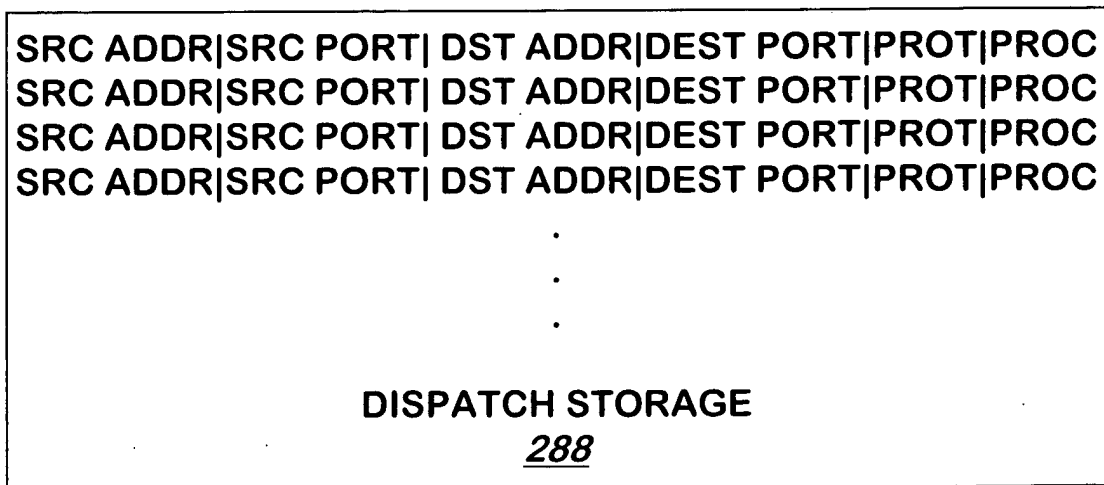 SRC ADDR|SRC PORT| DST ADDR|DEST PORT|PROT|PROC
SRC ADDR|SRC PORT| DST ADDR|DEST PORT|PROT|PROC
SRC ADDR|SRC PORT| DST ADDR|DEST PORT|PROT|PROC
SRC ADDR|SRC PORT| DST ADDR|DEST PORT|PROT|PROC
.
.
.
DISPATCH STORAGE
288